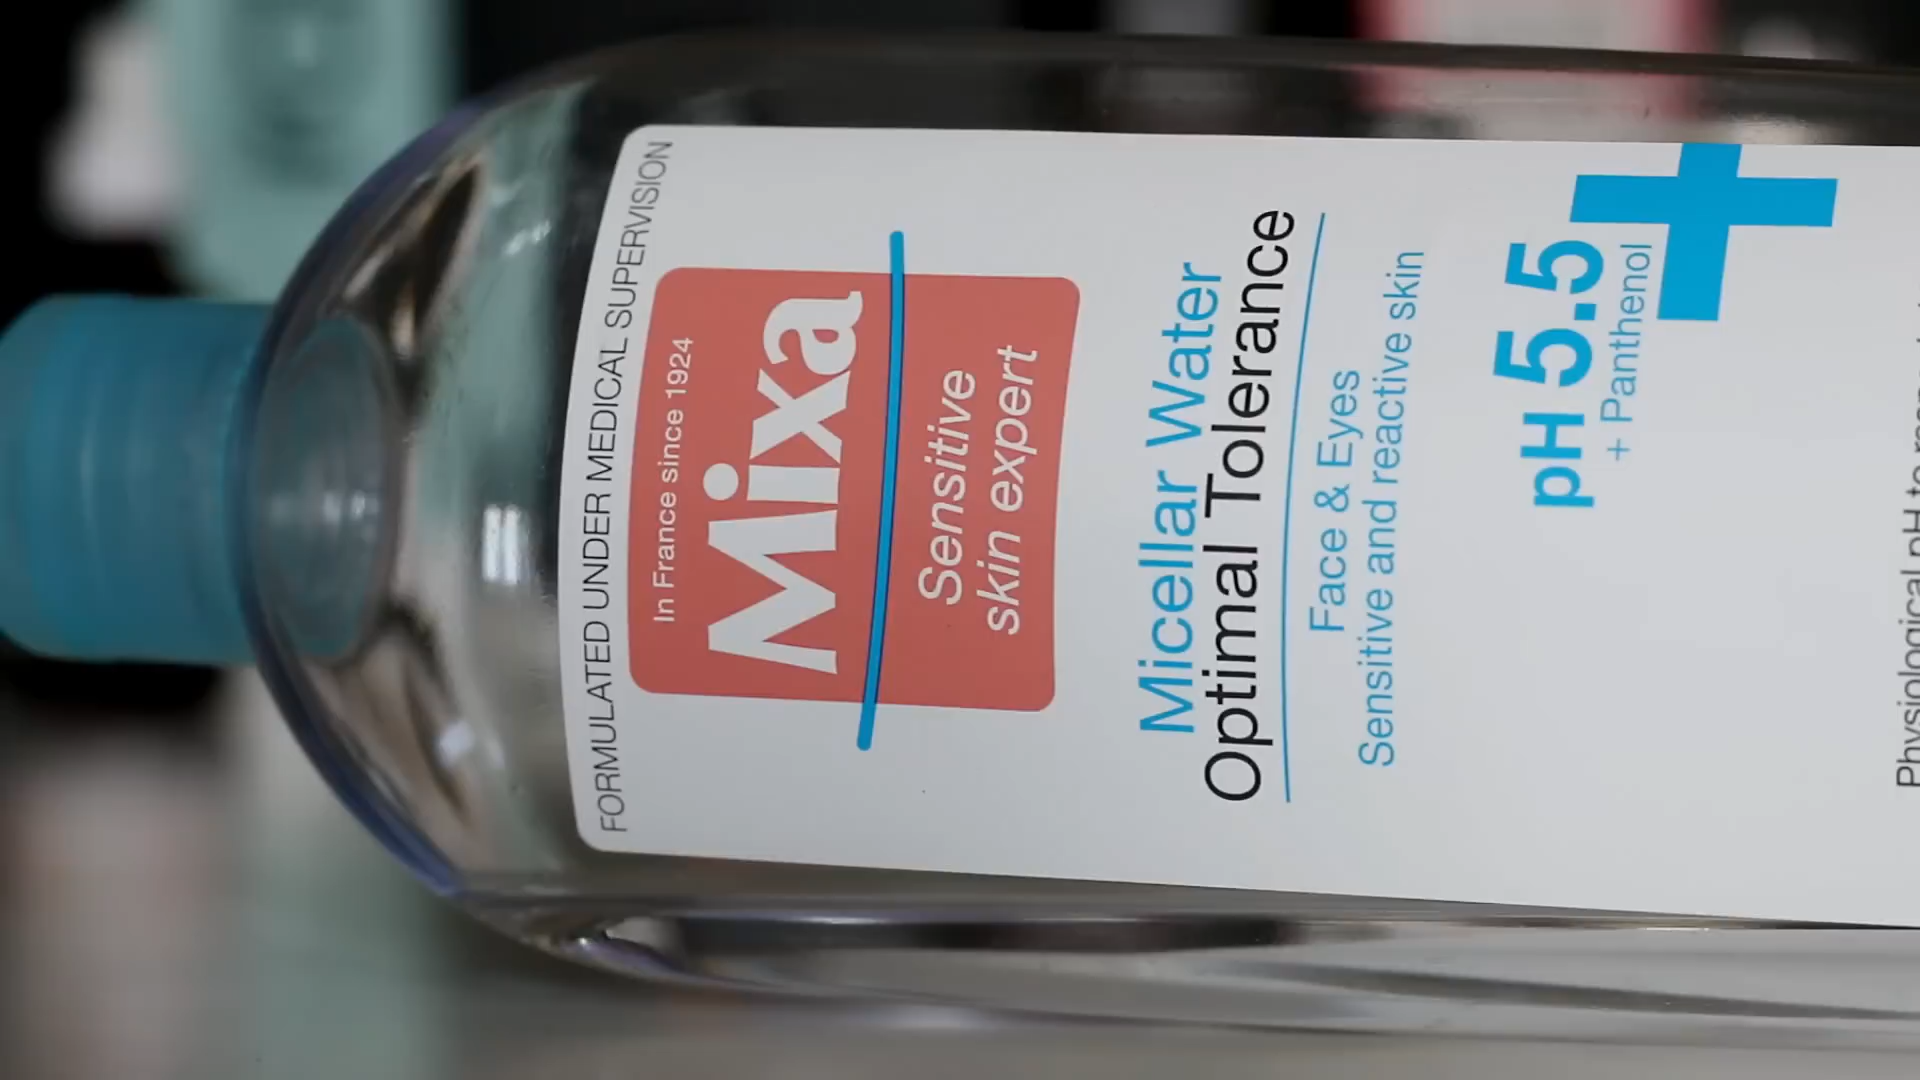 FORMULATED UNDER MEDICAL SUPERVISION
In France since 1924
Mixa
Sensitive
skin expert
Micellar Water
Optimal Tolerance
Face & Eyes
Sensitive and reactive skin
pH 5.5
+ Panthenol
Physiological pH to